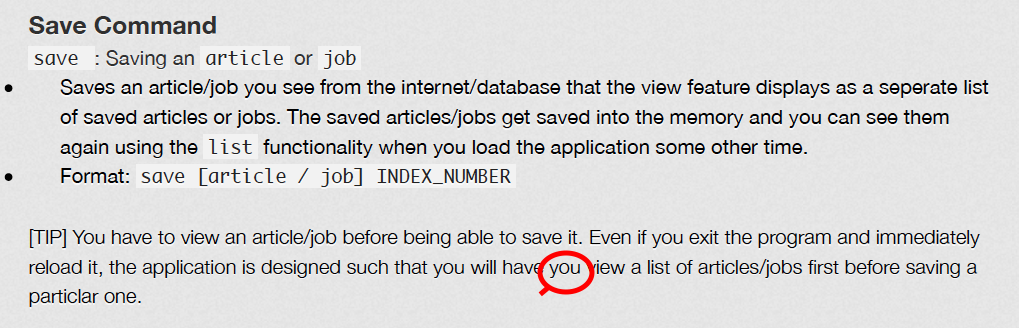 Save Command
save : Saving an article or job
Saves an article/job you see from the internet/database that the view feature displays as a seperate list
of saved articles or jobs. The saved articles/jobs get saved into the memory and you can see them
again using the list functionality when you load the application some other time.
Format: save [article / job] INDEX_NUMBER
[TIP] You have to view an article/job before being able to save it. Even if you exit the program and immediately
reload it, the application is designed such that you will have you view a list of articles/jobs first before saving a
particlar one.